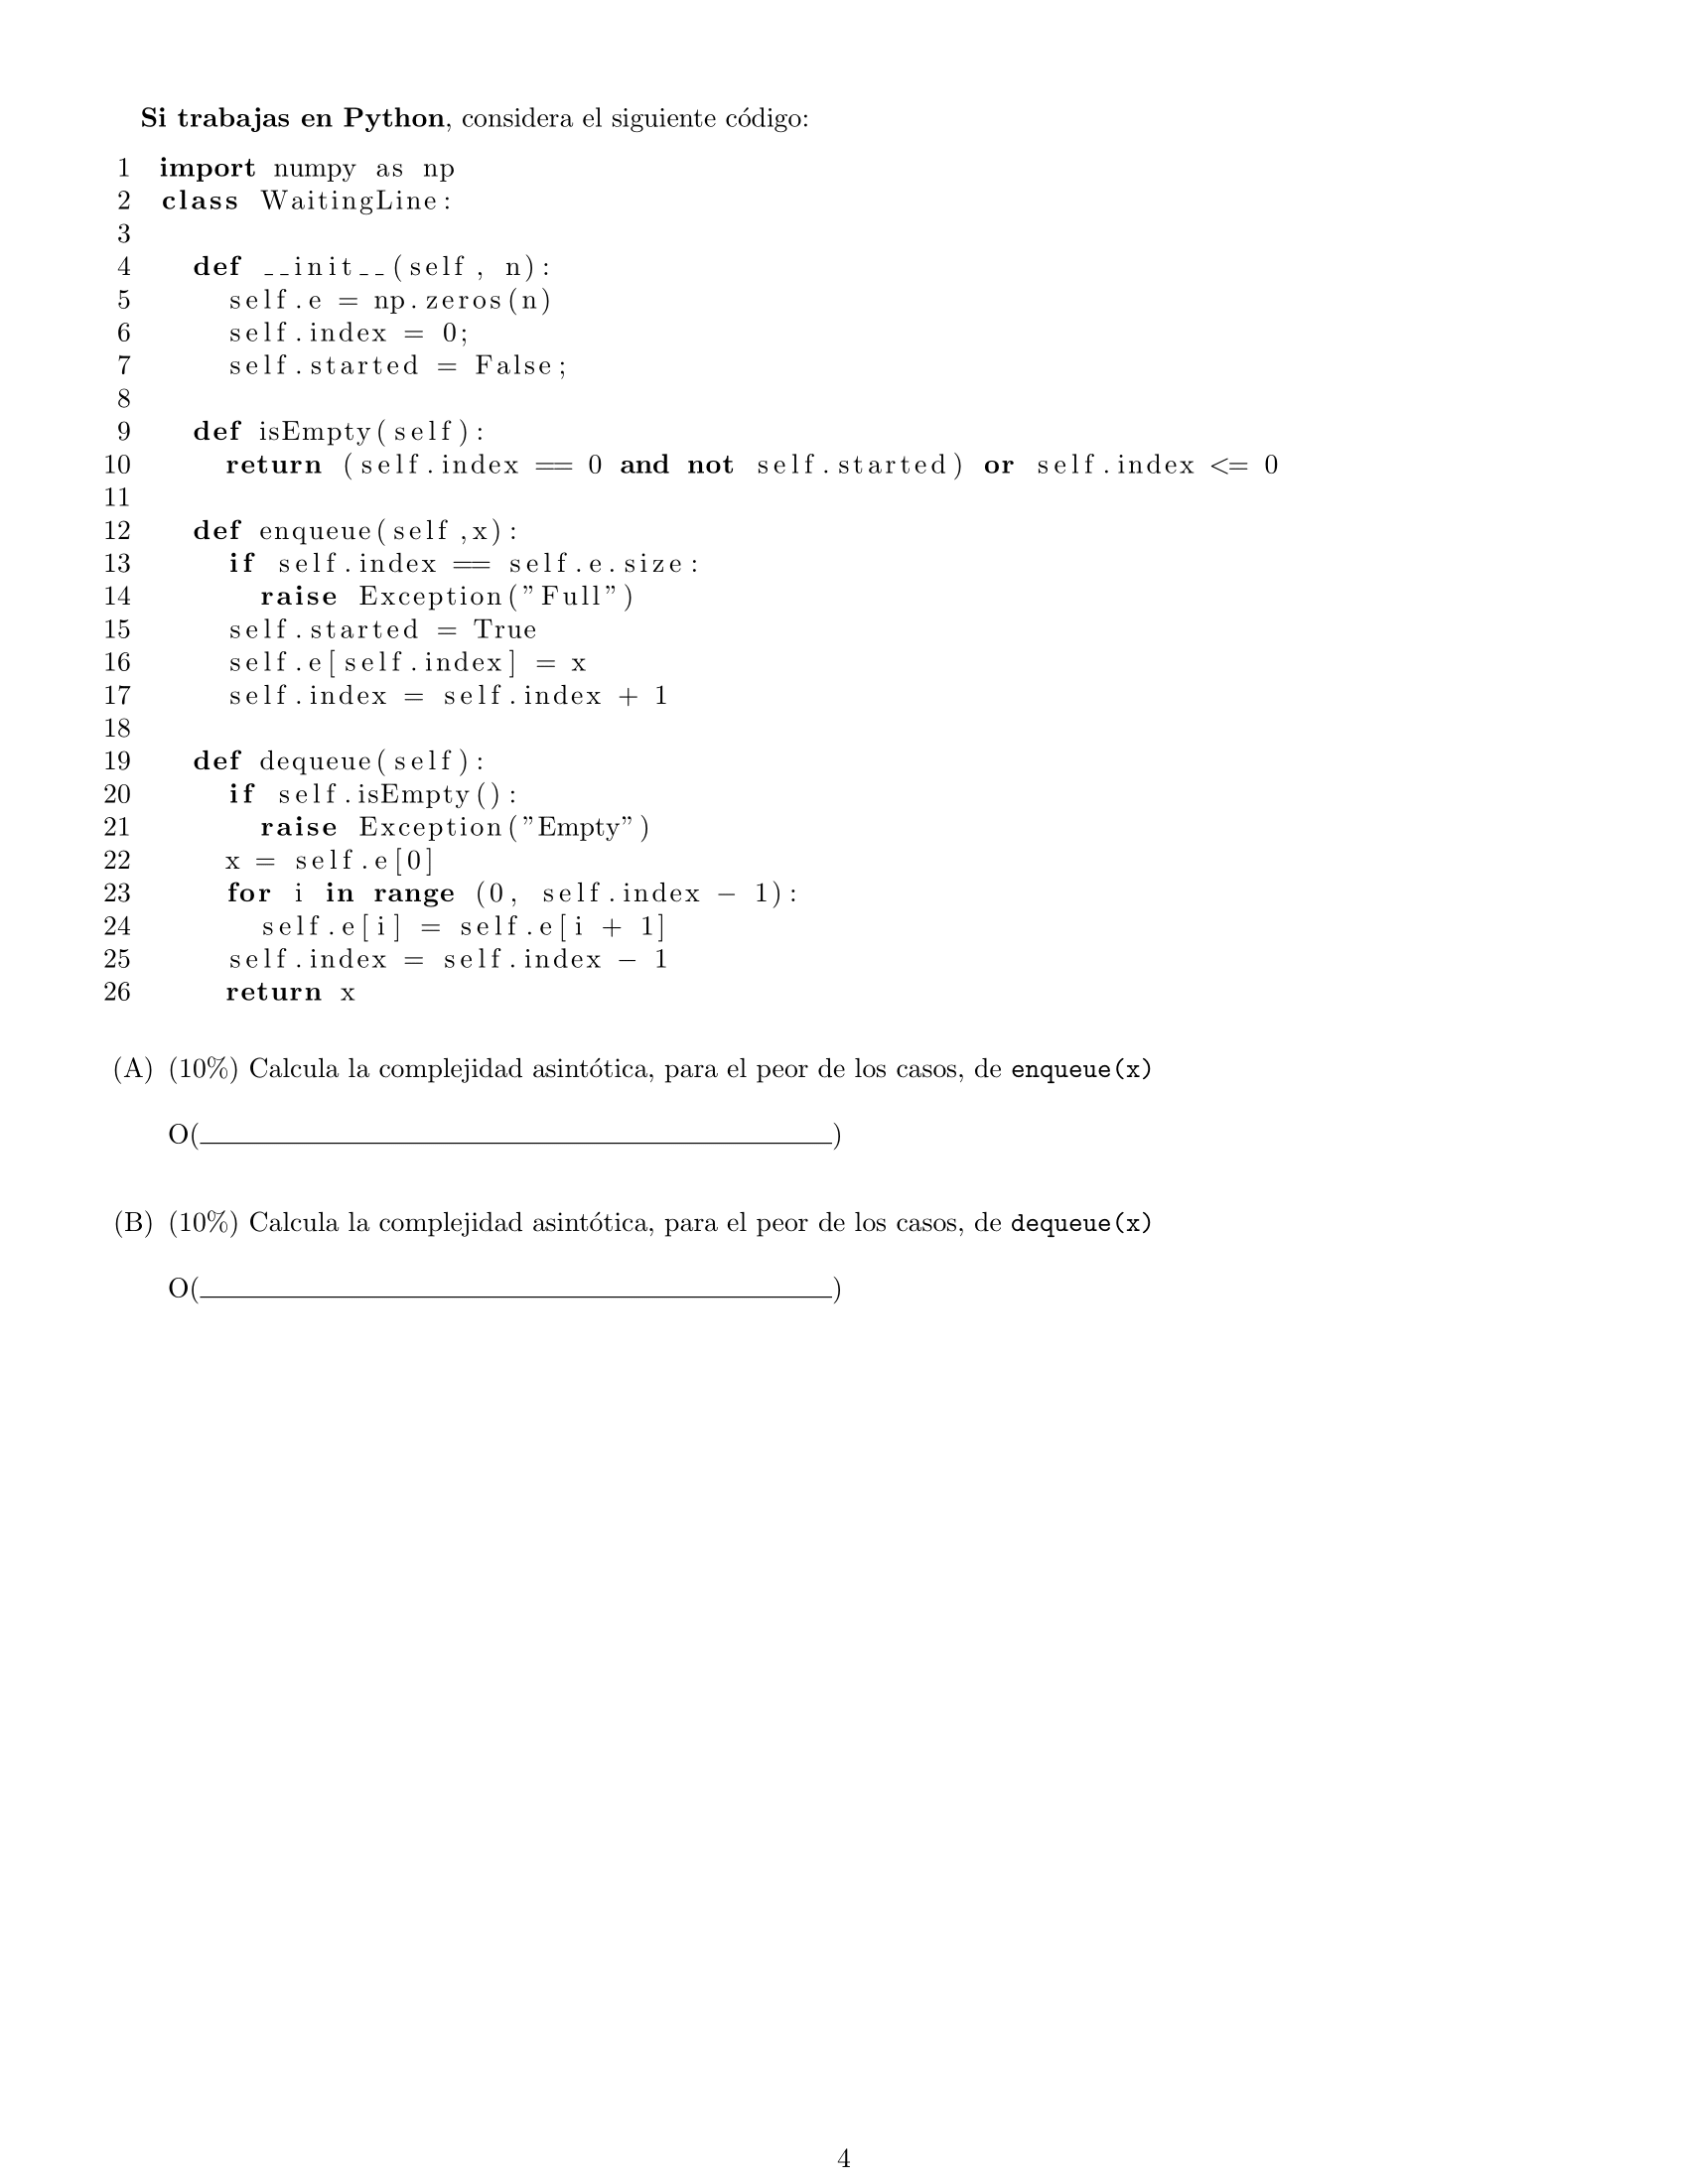 Si trabajas en Python, considera el siguiente código:
1 import numpy as np
2 class WaitingLine:
3
4 def __init__(self, n):
5 self.e = np.zeros(n)
6 self.index = 0;
7 self.started = False;
8
9 def isEmpty(self):
10 return (self.index == 0 and not self.started) or self.index <= 0
11
12 def enqueue(self,x):
13 if self.index == self.e.size:
14 raise Exception("Full")
15 self.started = True
16 self.e[self.index] = x
17 self.index = self.index + 1
18
19 def dequeue(self):
20 if self.isEmpty():
21 raise Exception("Empty")
22 x = self.e[0]
23 for i in range (0, self.index - 1):
24 self.e[i] = self.e[i + 1]
25 self.index = self.index - 1
26 return x
(A) (10%) Calcula la complejidad asintótica, para el peor de los casos, de enqueue(x)
O(____________________)
(B) (10%) Calcula la complejidad asintótica, para el peor de los casos, de dequeue(x)
O(____________________)
4